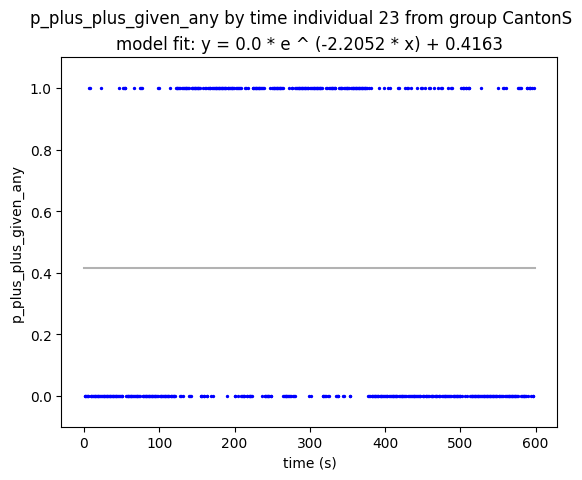 p_plus_plus_given_any by time individual 23 from group CantonS
model fit: y = 0.0 * e ^ (-2.2052 * x) + 0.4163
1.0
0.8
0.6
0.4
0.2
0.0
p_plus_plus_given_any
0 100 200 300 400 500 600
time (s)